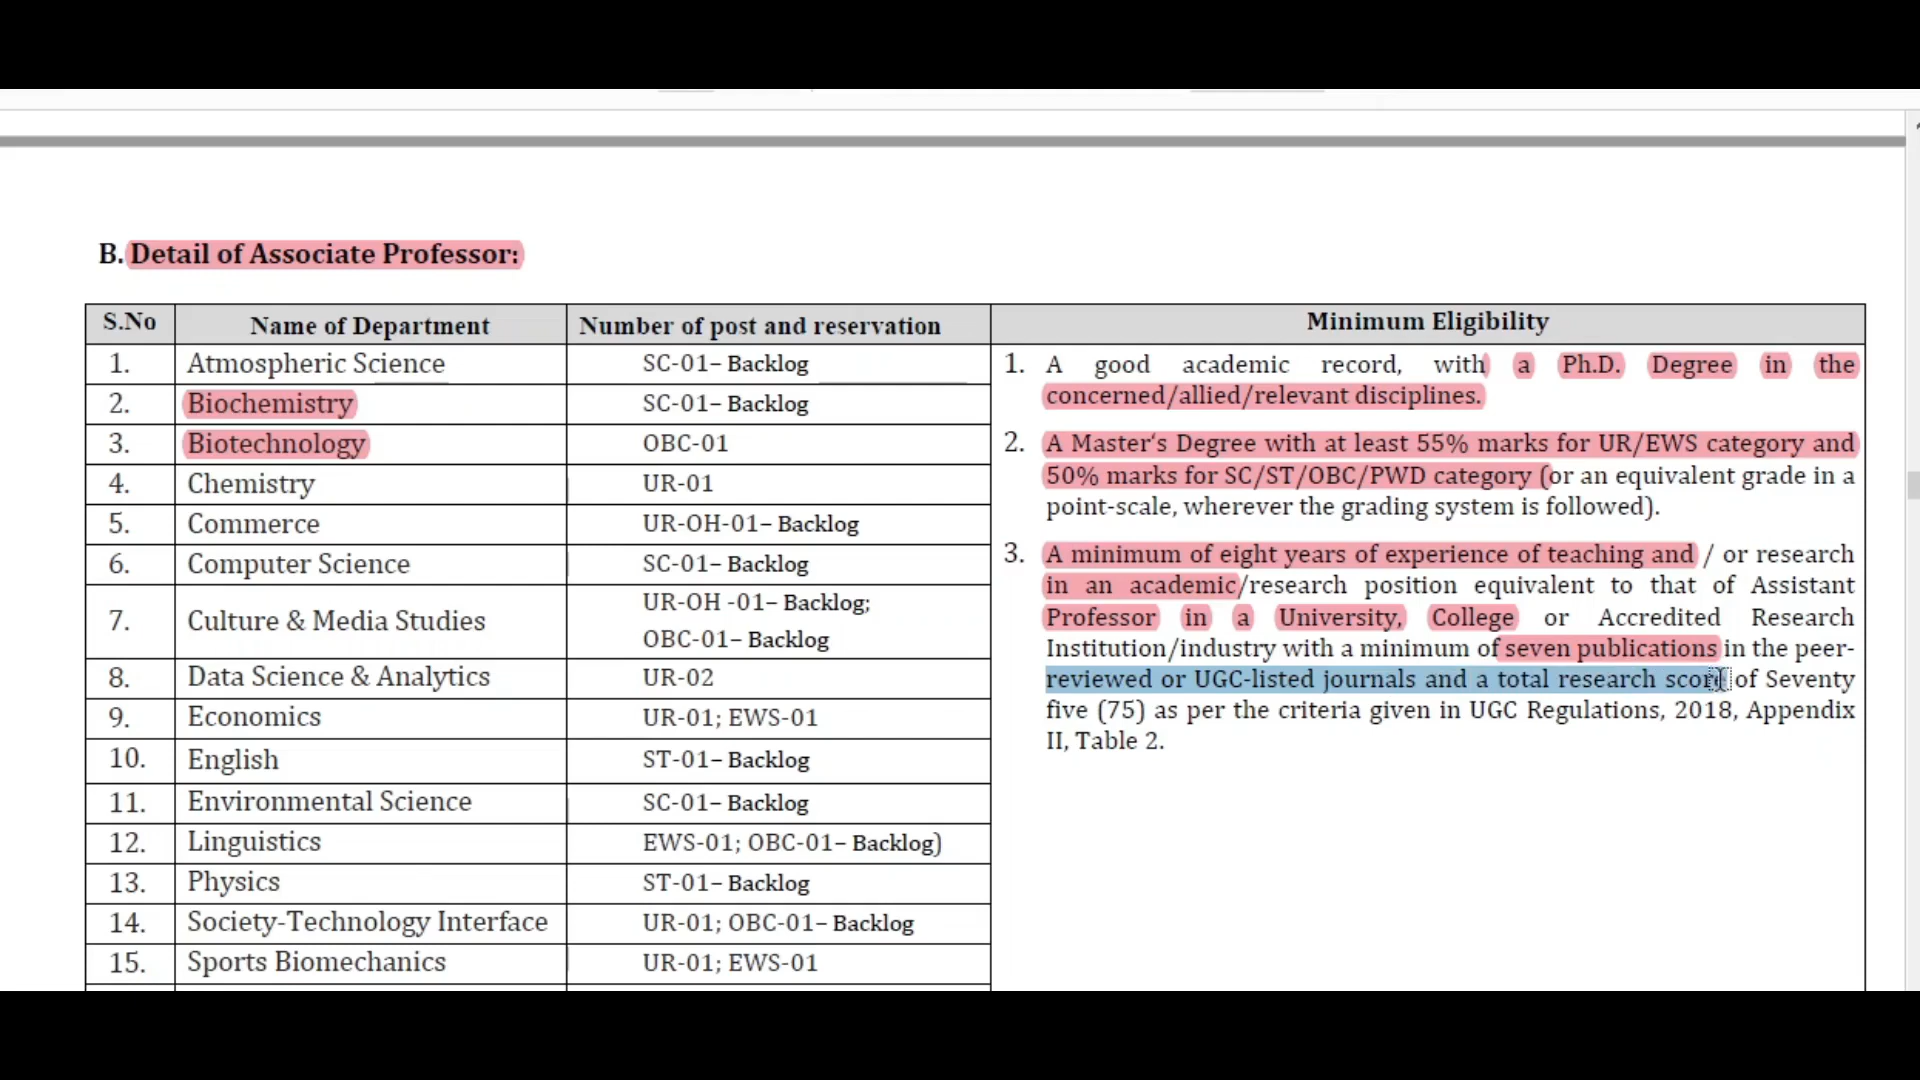 B. Detail of Associate Professor:
S.No Name of Department Number of post and reservation Minimum Eligibility
1. Atmospheric Science SC-01– Backlog
2. Biochemistry SC-01– Backlog
3. Biotechnology OBC-01
4. Chemistry UR-01
5. Commerce UR-OH-01– Backlog
6. Computer Science SC-01– Backlog
7. Culture & Media Studies UR-OH -01– Backlog;
OBC-01– Backlog
8. Data Science & Analytics UR-02
9. Economics UR-01; EWS-01
10. English ST-01– Backlog
11. Environmental Science SC-01– Backlog
12. Linguistics EWS-01; OBC-01– Backlog)
13. Physics ST-01– Backlog
14. Society-Technology Interface UR-01; OBC-01– Backlog
15. Sports Biomechanics UR-01; EWS-01
1. A good academic record, with a Ph.D. Degree in the
concerned/allied/relevant disciplines.
2. A Master‘s Degree with at least 55% marks for UR/EWS category and
50% marks for SC/ST/OBC/PWD category (or an equivalent grade in a
point-scale, wherever the grading system is followed).
3. A minimum of eight years of experience of teaching and / or research
in an academic/research position equivalent to that of Assistant
Professor in a University, College or Accredited Research
Institution/industry with a minimum of seven publications in the peer-
reviewed or UGC-listed journals and a total research score of Seventy
five (75) as per the criteria given in UGC Regulations, 2018, Appendix
II, Table 2.